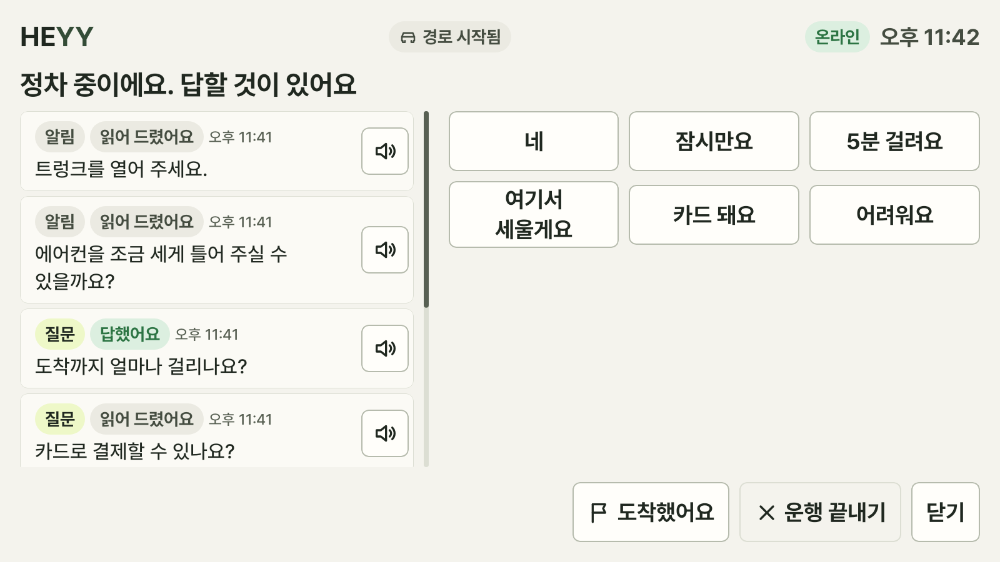 HEYY
경로 시작됨
온라인 오후 11:42
정차 중이에요. 답할 것이 있어요
알림 읽어 드렸어요 오후 11:41
트렁크를 열어 주세요.
알림 읽어 드렸어요 오후 11:41
에어컨을 조금 세게 틀어 주실 수
있을까요?
질문 답했어요 오후 11:41
도착까지 얼마나 걸리나요?
질문 읽어 드렸어요 오후 11:41
카드로 결제할 수 있나요?
네
잠시만요
5분 걸려요
여기서
세울게요
카드 돼요
어려워요
도착했어요
운행 끝내기
닫기